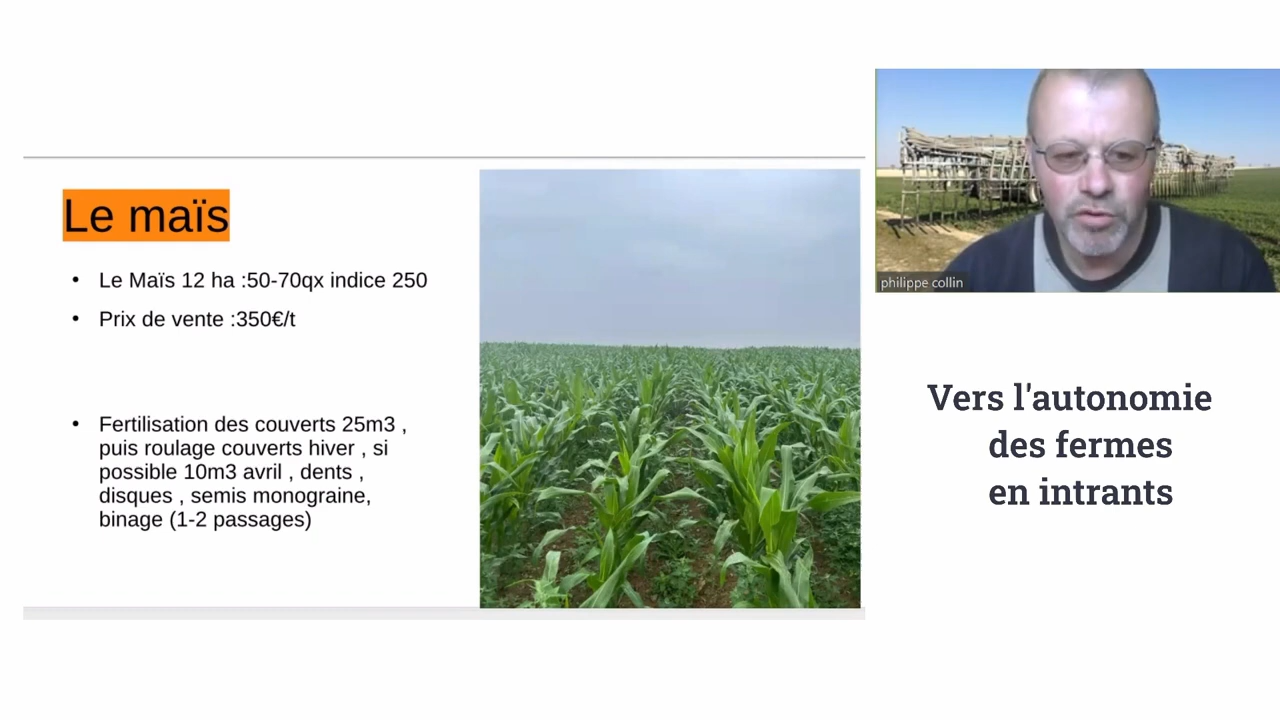 Le maïs
• Le Maïs 12 ha :50-70qx indice 250
• Prix de vente :350€/t
• Fertilisation des couverts 25m3 ,
puis roulage couverts hiver , si
possible 10m3 avril , dents ,
disques , semis monograine,
binage (1-2 passages)
philippe collin
Vers l'autonomie
des fermes
en intrants